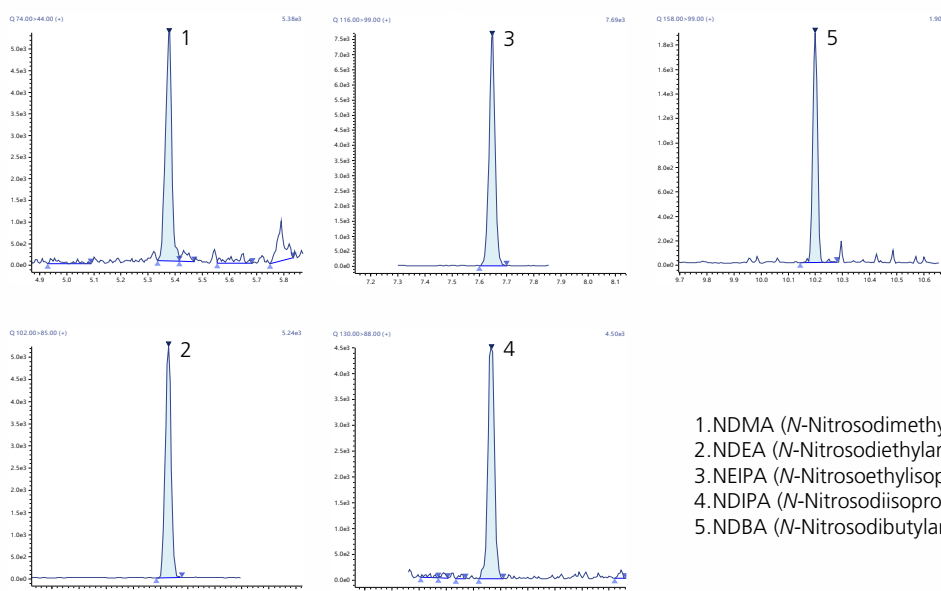 Q 74.00>44.00 (+) 5.38e3
1
5.0e3
4.5e3
4.0e3
3.5e3
3.0e3
2.5e3
2.0e3
1.5e3
1.0e3
5.0e2
0.0e0
4.9 5.0 5.1 5.2 5.3 5.4 5.5 5.6 5.7 5.8
Q 116.00>99.00 (+) 7.69e3
3
7.5e3
7.0e3
6.5e3
6.0e3
5.5e3
5.0e3
4.5e3
4.0e3
3.5e3
3.0e3
2.5e3
2.0e3
1.5e3
1.0e3
5.0e2
0.0e0
7.2 7.3 7.4 7.5 7.6 7.7 7.8 7.9 8.0 8.1
Q 158.00>99.00 (+) 1.90
5
1.8e3
1.6e3
1.4e3
1.2e3
1.0e3
8.0e2
6.0e2
4.0e2
2.0e2
0.0e0
9.7 9.8 9.9 10.0 10.1 10.2 10.3 10.4 10.5 10.6
Q 102.00>85.00 (+) 5.24e3
2
5.0e3
4.5e3
4.0e3
3.5e3
3.0e3
2.5e3
2.0e3
1.5e3
1.0e3
5.0e2
0.0e0
Q 130.00>88.00 (+) 4.50e3
4
4.5e3
4.0e3
3.5e3
3.0e3
2.5e3
2.0e3
1.5e3
1.0e3
5.0e2
0.0e0
1.NDMA (N-Nitrosodimethy
2.NDEA (N-Nitrosodiethylar
3.NEIPA (N-Nitrosoethylisop
4.NDIPA (N-Nitrosodiisopro
5.NDBA (N-Nitrosodibutylar